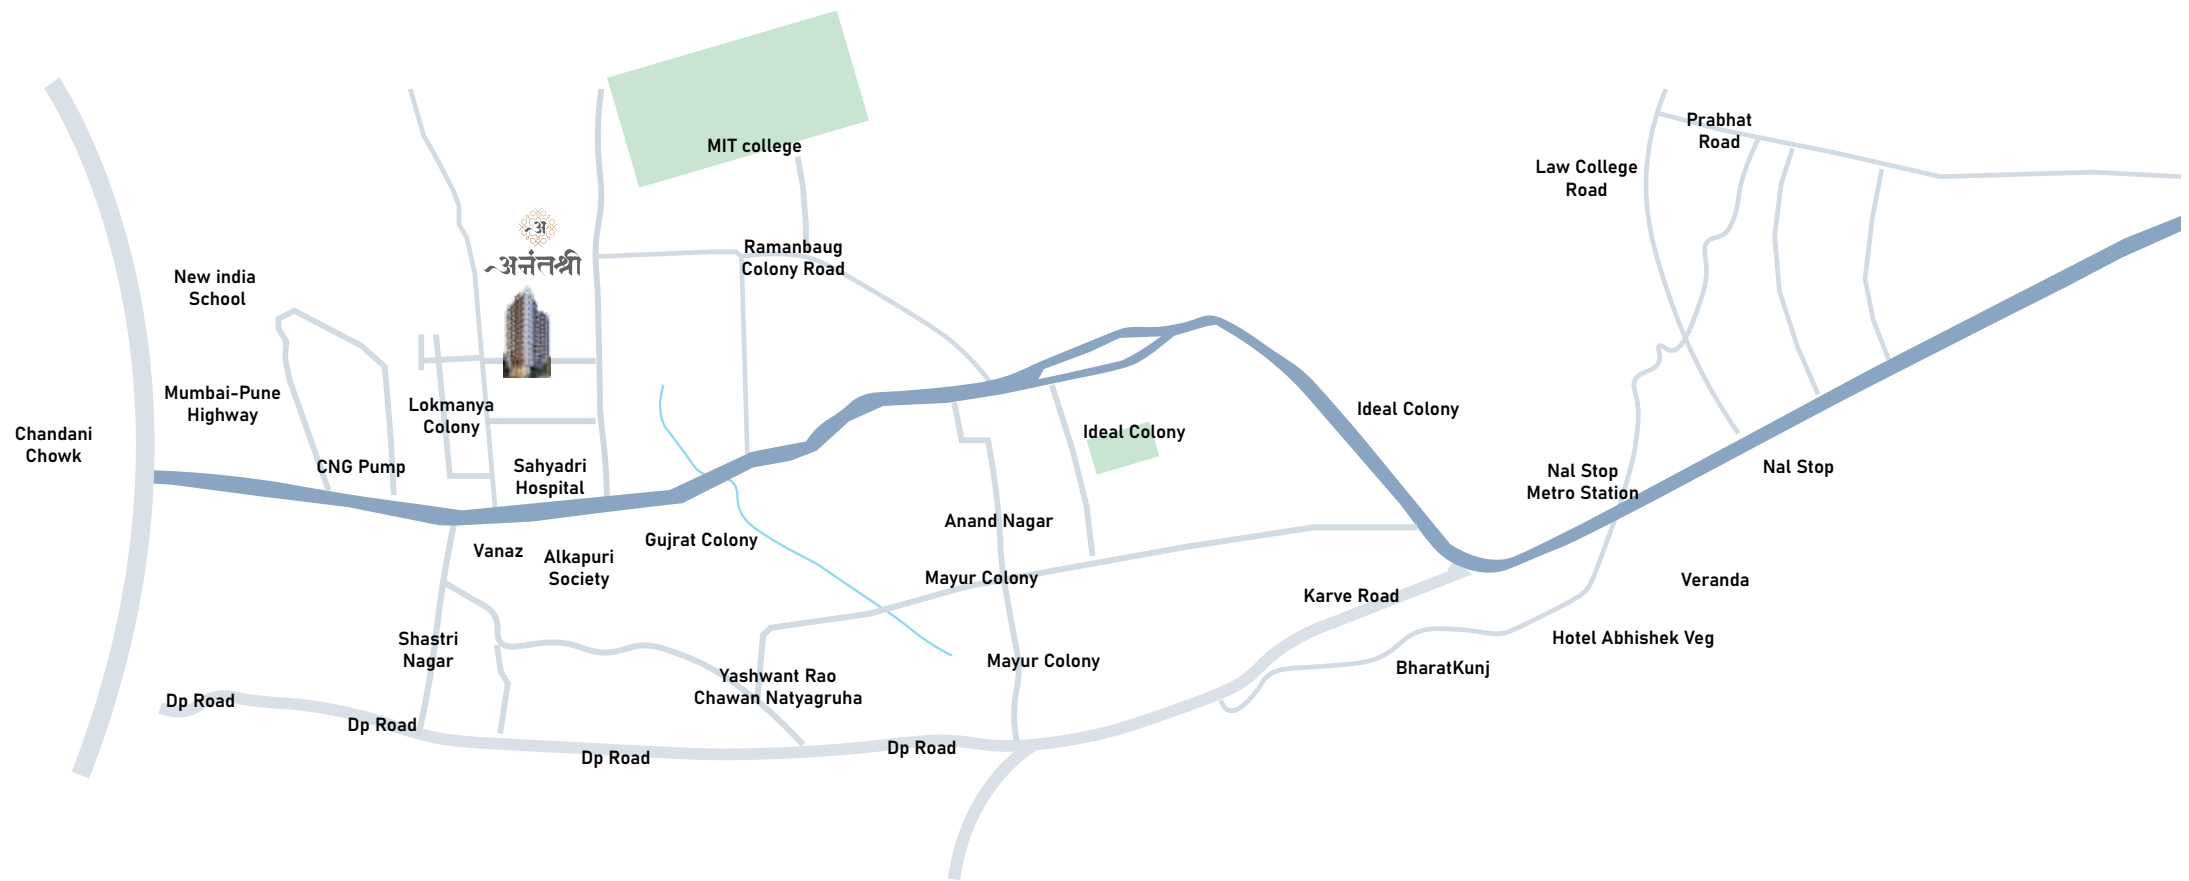 MIT college
Prabhat
Road
Law College
Road
अ
अनंतश्री
Ramanbaug
Colony Road
New india
School
Mumbai-Pune
Highway
Lokmanya
Colony
Ideal Colony
Ideal Colony
Chandani
Chowk
CNG Pump
Sahyadri
Hospital
Nal Stop
Metro Station
Nal Stop
Anand Nagar
Gujrat Colony
Vanaz
Alkapuri
Society
Mayur Colony
Veranda
Karve Road
Shastri
Nagar
Hotel Abhishek Veg
Mayur Colony
BharatKunj
Yashwant Rao
Chawan Natyagruha
Dp Road
Dp Road
Dp Road
Dp Road